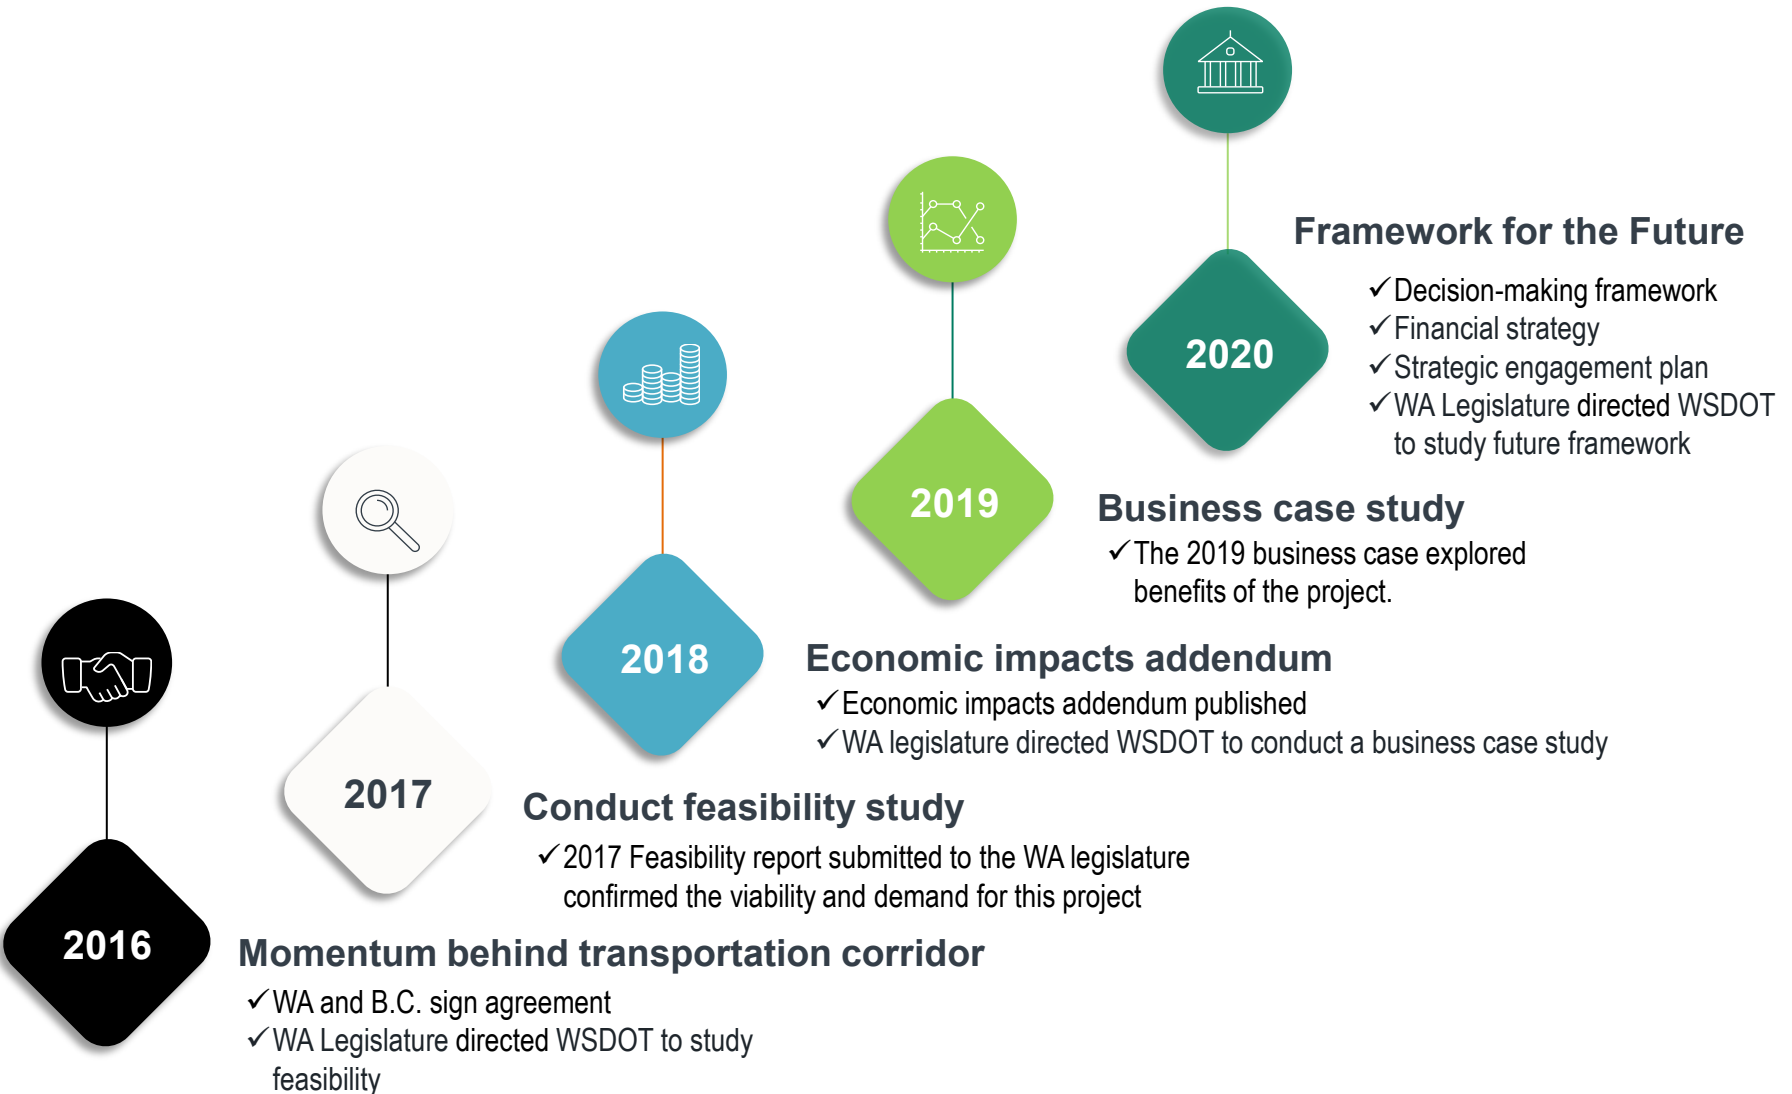 2020
Framework for the Future
✓Decision-making framework
✓Financial strategy
✓Strategic engagement plan
✓WA Legislature directed WSDOT
to study future framework
2019
Business case study
✓The 2019 business case explored
benefits of the project.
2018
Economic impacts addendum
✓Economic impacts addendum published
✓WA legislature directed WSDOT to conduct a business case study
2017
Conduct feasibility study
✓2017 Feasibility report submitted to the WA legislature
confirmed the viability and demand for this project
2016
Momentum behind transportation corridor
✓WA and B.C. sign agreement
✓WA Legislature directed WSDOT to study
feasibility